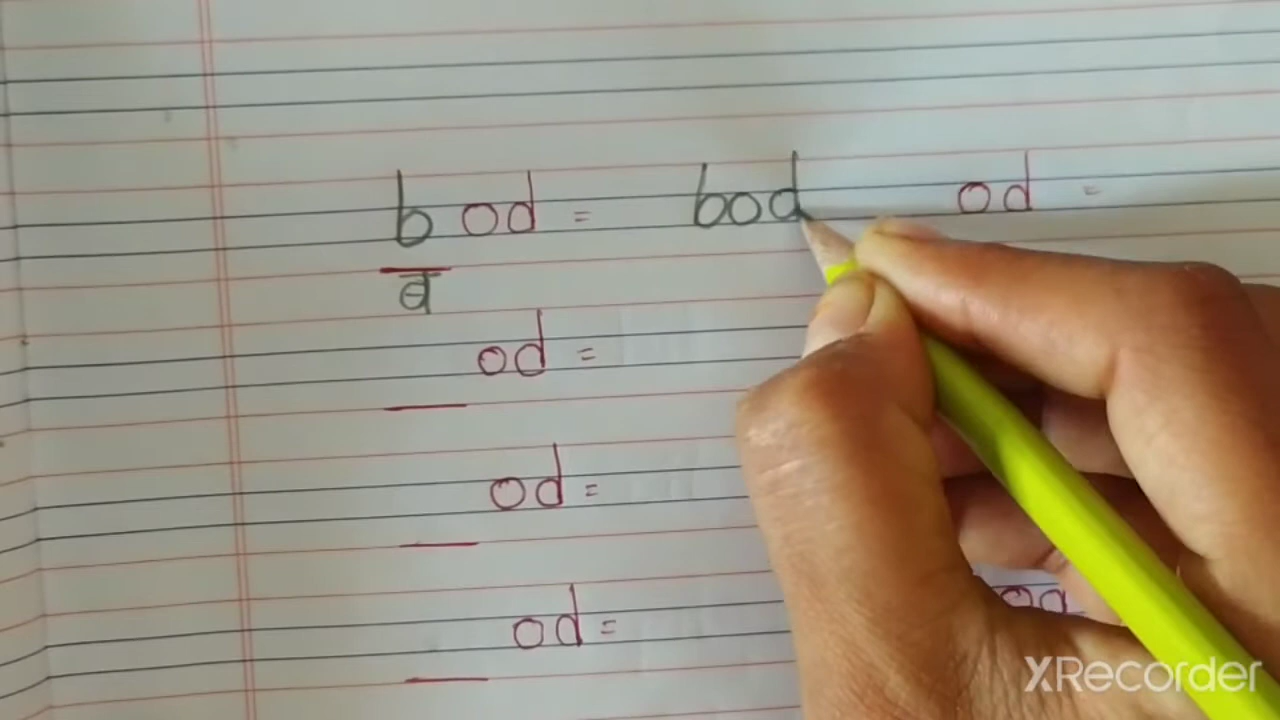 b od = bod od =
ब
od =
od =
od =
XRecorder